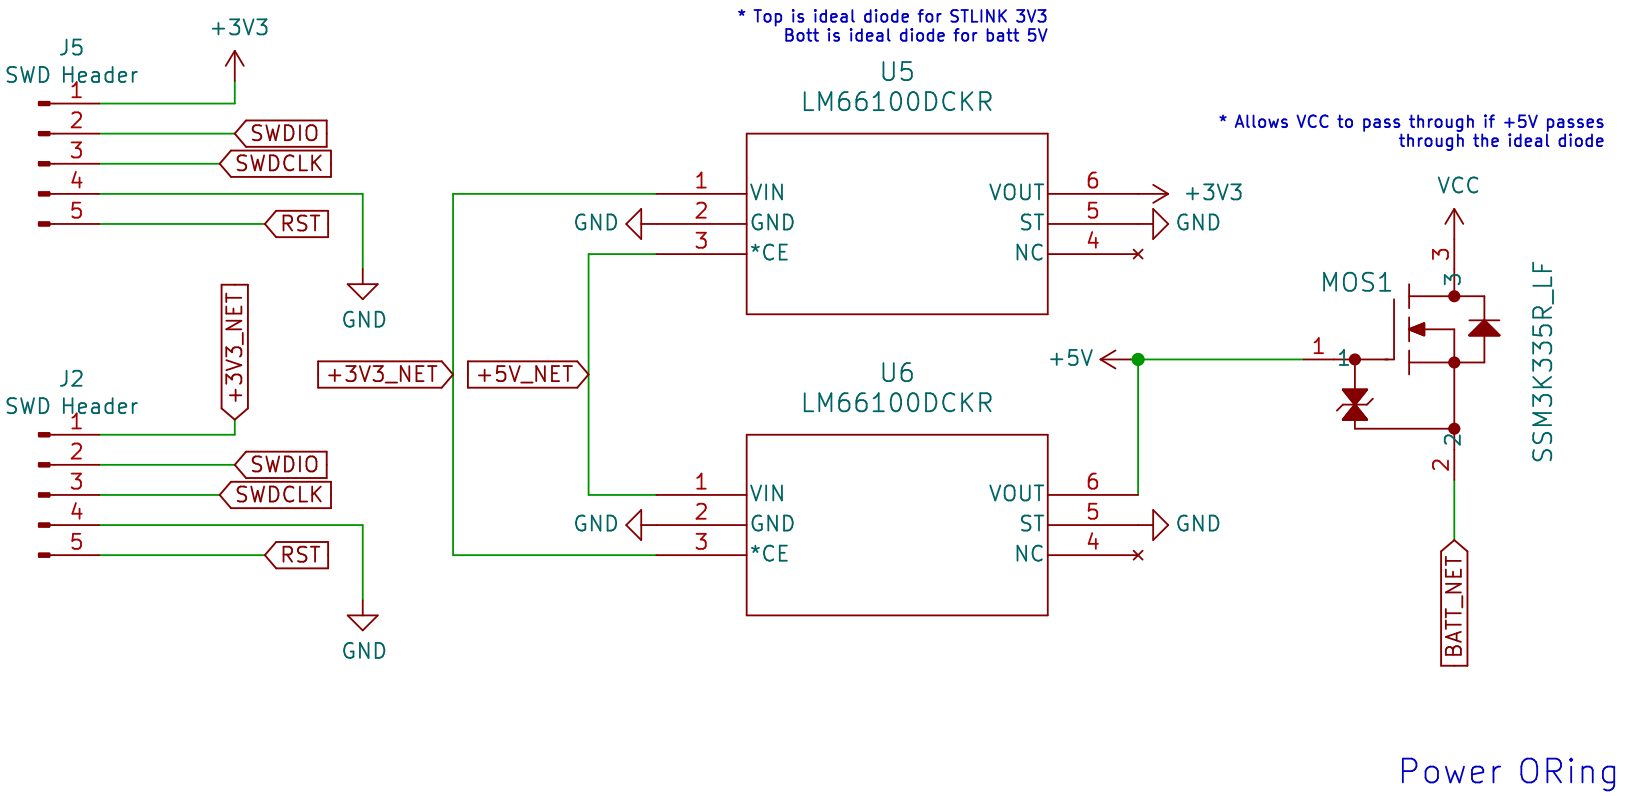 * Top is ideal diode for STLINK 3V3
Bott is ideal diode for batt 5V
* Allows VCC to pass through if +5V passes
through the ideal diode
J5
SWD Header
+3V3
1
2
3
4
5
SWDIO
SWDCLK
RST
GND
J2
SWD Header
+3V3_NET
1
2
3
4
5
SWDIO
SWDCLK
RST
GND
+3V3_NET
+5V_NET
U5
LM66100DCKR
1 VIN
GND 2 GND
3 *CE
VOUT 6 +3V3
ST 5 GND
NC 4
U6
LM66100DCKR
1 VIN
GND 2 GND
3 *CE
VOUT 6
ST 5 GND
NC 4
+5V
VCC
3
3
MOS1
1
1
2
2
SSM3K335R_LF
BATT_NET
Power ORing